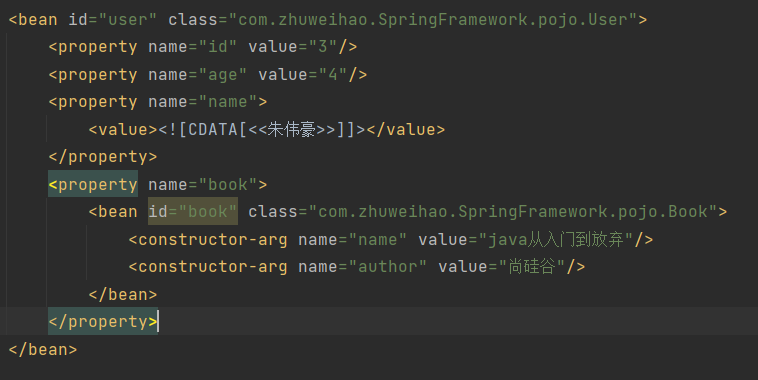 <bean id="user" class="com.zhuweihao.SpringFramework.pojo.User">
<property name="id" value="3"/>
<property name="age" value="4"/>
<property name="name">
<value><![CDATA[<<朱伟豪>>]]></value>
</property>
<property name="book">
<bean id="book" class="com.zhuweihao.SpringFramework.pojo.Book">
<constructor-arg name="name" value="java从入门到放弃"/>
<constructor-arg name="author" value="尚硅谷"/>
</bean>
</property>
</bean>